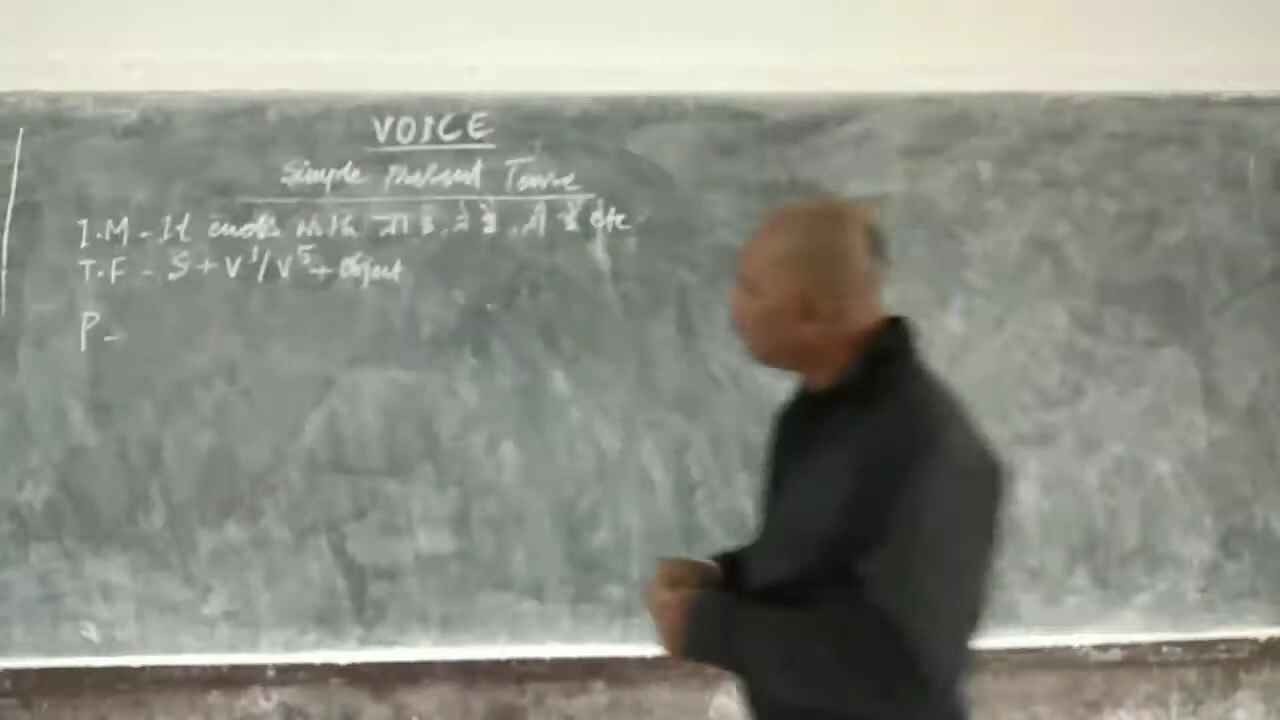 VOICE
Simple Present Tense
I.M - It ends with ता है, ते हैं, ती है etc
T.F - S + V¹/V⁵ + Object
P -